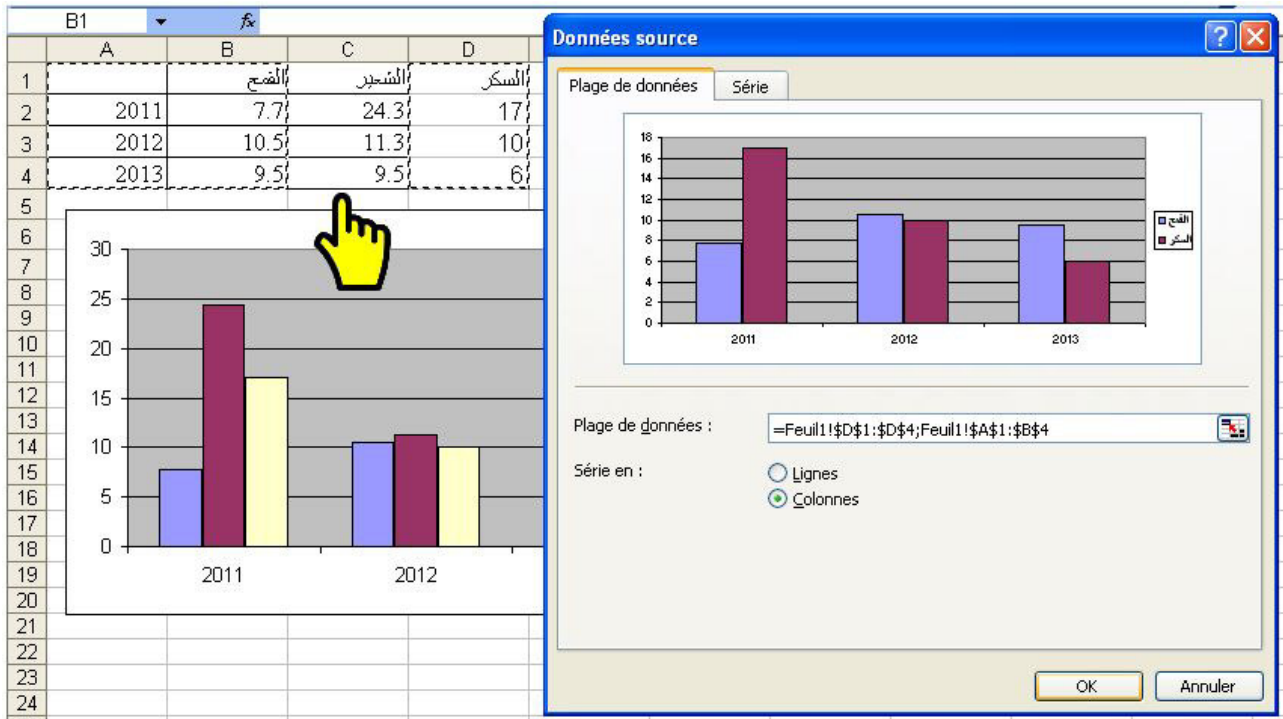 B1 fx
A B C D
1 القمح الشعير السكر
2 2011 7.7 24.3 17
3 2012 10.5 11.3 10
4 2013 9.5 9.5 6
5
6
7
8
9
10
11
12
13
14
15
16
17
18
19
20
21
22
23
24
30
25
20
15
10
5
0
2011 2012
Données source
Plage de données Série
18
16
14
12
10
8
6
4
2
0
2011 2012 2013
القمح
السكر
Plage de données : =Feuil1!$D$1:$D$4;Feuil1!$A$1:$B$4
Série en : Lignes
Colonnes
OK Annuler